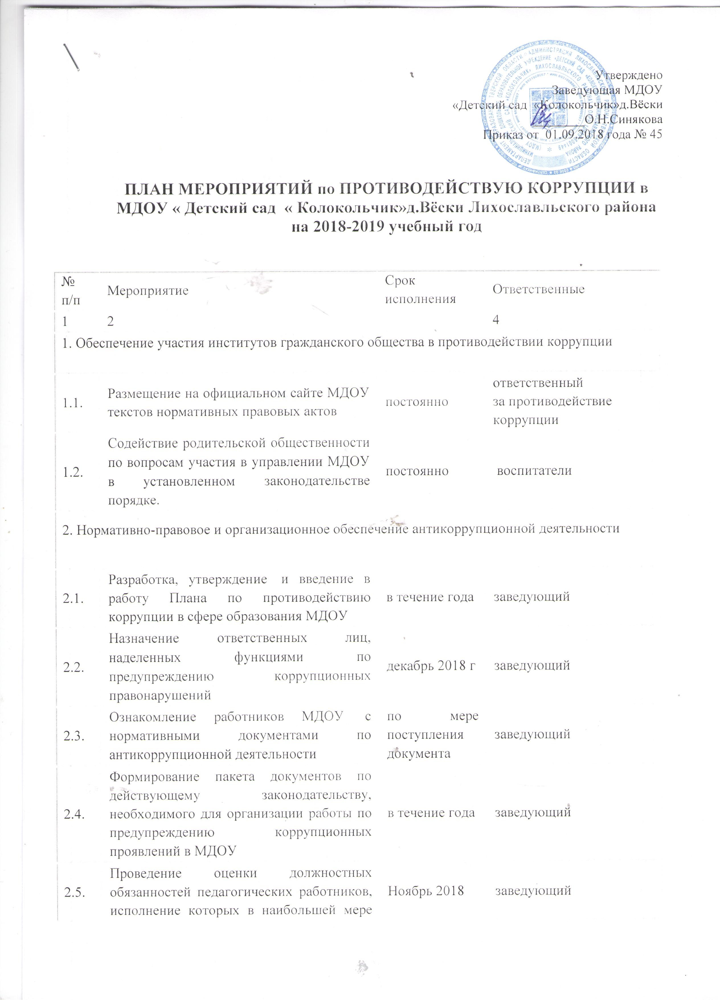 Утверждено
Заведующая МДОУ
«Детский сад «Колокольчик»д.Вёски
О.Н.Синякова
Приказ от 01.09.2018 года № 45
ПЛАН МЕРОПРИЯТИЙ по ПРОТИВОДЕЙСТВУЮ КОРРУПЦИИ в
МДОУ « Детский сад « Колокольчик»д.Вёски Лихославльского района
на 2018-2019 учебный год
№
п/п
Мероприятие
Срок
исполнения
Ответственные
1
2
4
1. Обеспечение участия институтов гражданского общества в противодействии коррупции
1.1.
Размещение на официальном сайте МДОУ
текстов нормативных правовых актов
постоянно
ответственный
за противодействие
коррупции
1.2.
Содействие родительской общественности
по вопросам участия в управлении МДОУ
в установленном законодательстве
порядке.
постоянно
воспитатели
2. Нормативно-правовое и организационное обеспечение антикоррупционной деятельности
2.1.
Разработка, утверждение и введение в
работу Плана по противодействию
коррупции в сфере образования МДОУ
в течение года
заведующий
2.2.
Назначение ответственных лиц,
наделенных функциями по
предупреждению коррупционных
правонарушений
декабрь 2018 г
заведующий
2.3.
Ознакомление работников МДОУ с
нормативными документами по
антикоррупционной деятельности
по мере
поступления
документа
заведующий
2.4.
Формирование пакета документов по
действующему законодательству,
необходимого для организации работы по
предупреждению коррупционных
проявлений в МДОУ
в течение года
заведующий
2.5.
Проведение оценки должностных
обязанностей педагогических работников,
исполнение которых в наибольшей мере
Ноябрь 2018
заведующий